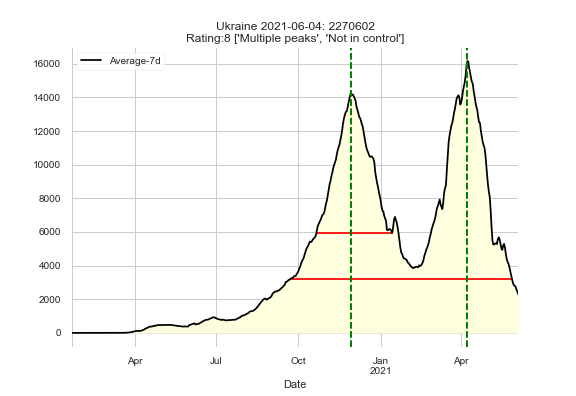 Ukraine 2021-06-04: 2270602
Rating:8 ['Multiple peaks', 'Not in control']
Average-7d
16000
14000
12000
10000
8000
6000
4000
2000
0
Apr
Jul
Oct
Jan
2021
Apr
Date